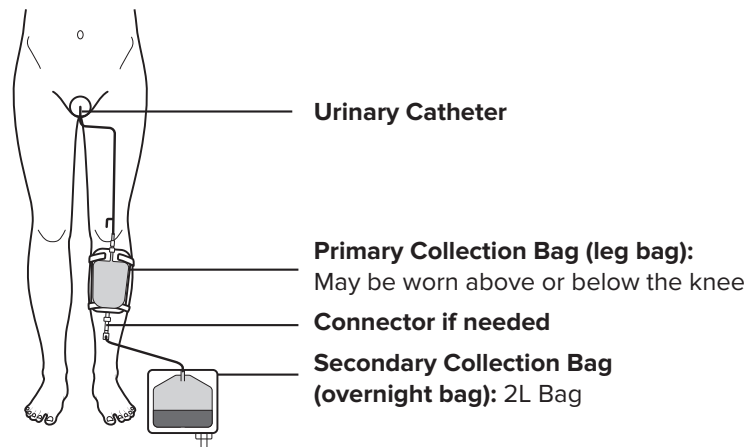 Urinary Catheter
Primary Collection Bag (leg bag):
May be worn above or below the knee
Connector if needed
Secondary Collection Bag
(overnight bag): 2L Bag